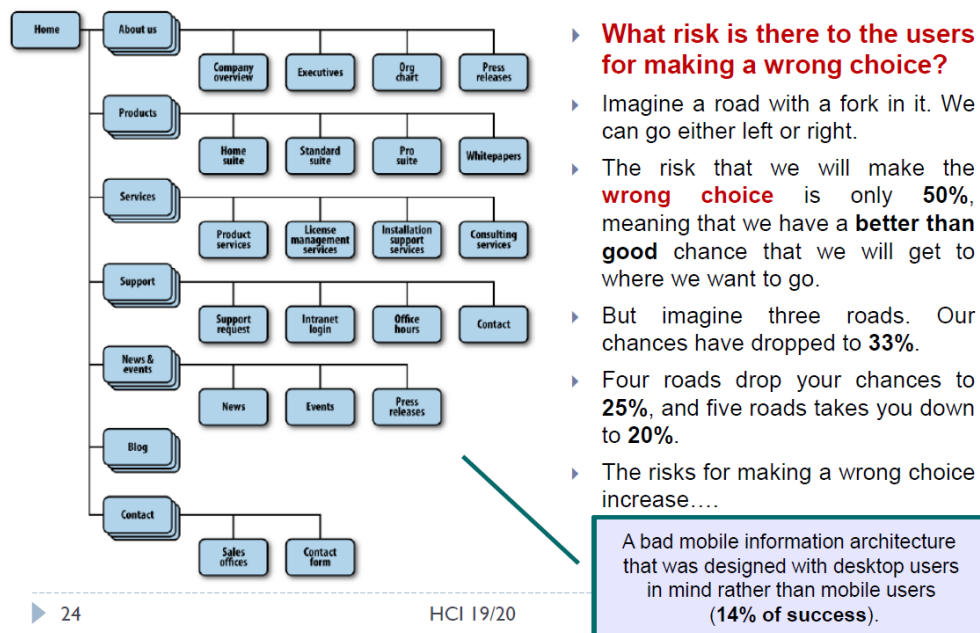 Home
About us
Company
overview
Executives
Org
chart
Press
releases
Products
Home
suite
Standard
suite
Pro
suite
Whitepapers
Services
Product
services
License
management
services
Installation
support
services
Consulting
services
Support
Support
request
Intranet
login
Office
hours
Contact
News &
events
News
Events
Press
releases
Blog
Contact
Sales
offices
Contact
form
What risk is there to the users
for making a wrong choice?
Imagine a road with a fork in it. We
can go either left or right.
The risk that we will make the
wrong choice is only 50%,
meaning that we have a better than
good chance that we will get to
where we want to go.
But imagine three roads. Our
chances have dropped to 33%.
Four roads drop your chances to
25%, and five roads takes you down
to 20%.
The risks for making a wrong choice
increase....
A bad mobile information architecture
that was designed with desktop users
in mind rather than mobile users
(14% of success).
24
HCI 19/20